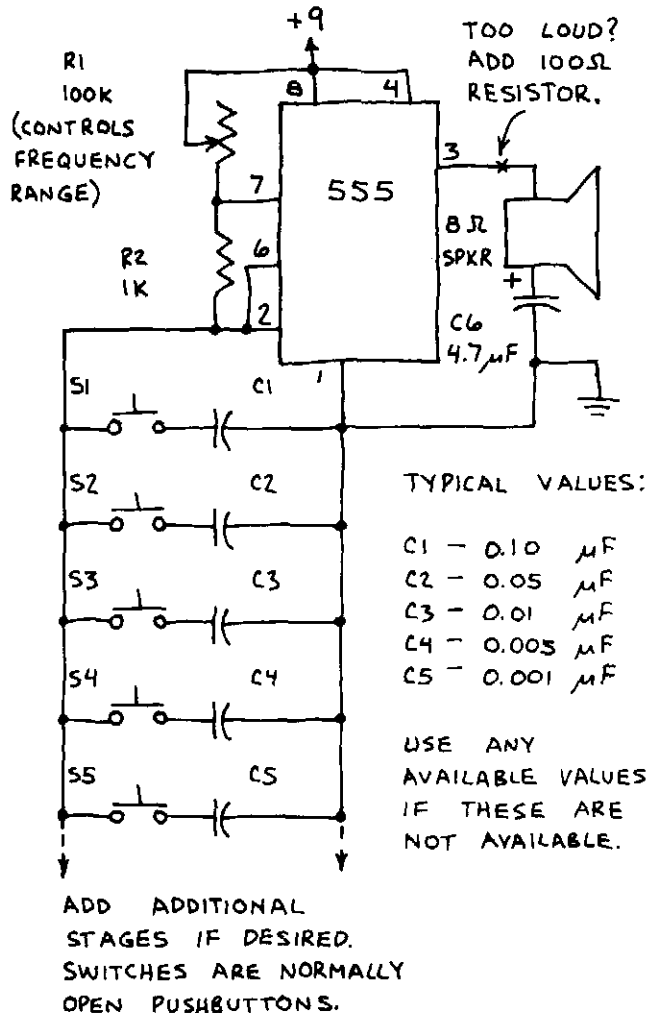 +9
TOO LOUD?
ADD 100Ω
RESISTOR.
R1
100K
(CONTROLS
FREQUENCY
RANGE)
8
4
3
7
555
6
8Ω
SPKR
R2
1K
+
2
C6
4.7μF
1
S1
C1
S2
C2
TYPICAL VALUES:
C1 - 0.10 μF
C2 - 0.05 μF
S3
C3
C3 - 0.01 μF
C4 - 0.005 μF
C5 - 0.001 μF
S4
C4
S5
C5
USE ANY
AVAILABLE VALUES
IF THESE ARE
NOT AVAILABLE.
ADD ADDITIONAL
STAGES IF DESIRED.
SWITCHES ARE NORMALLY
OPEN PUSHBUTTONS.